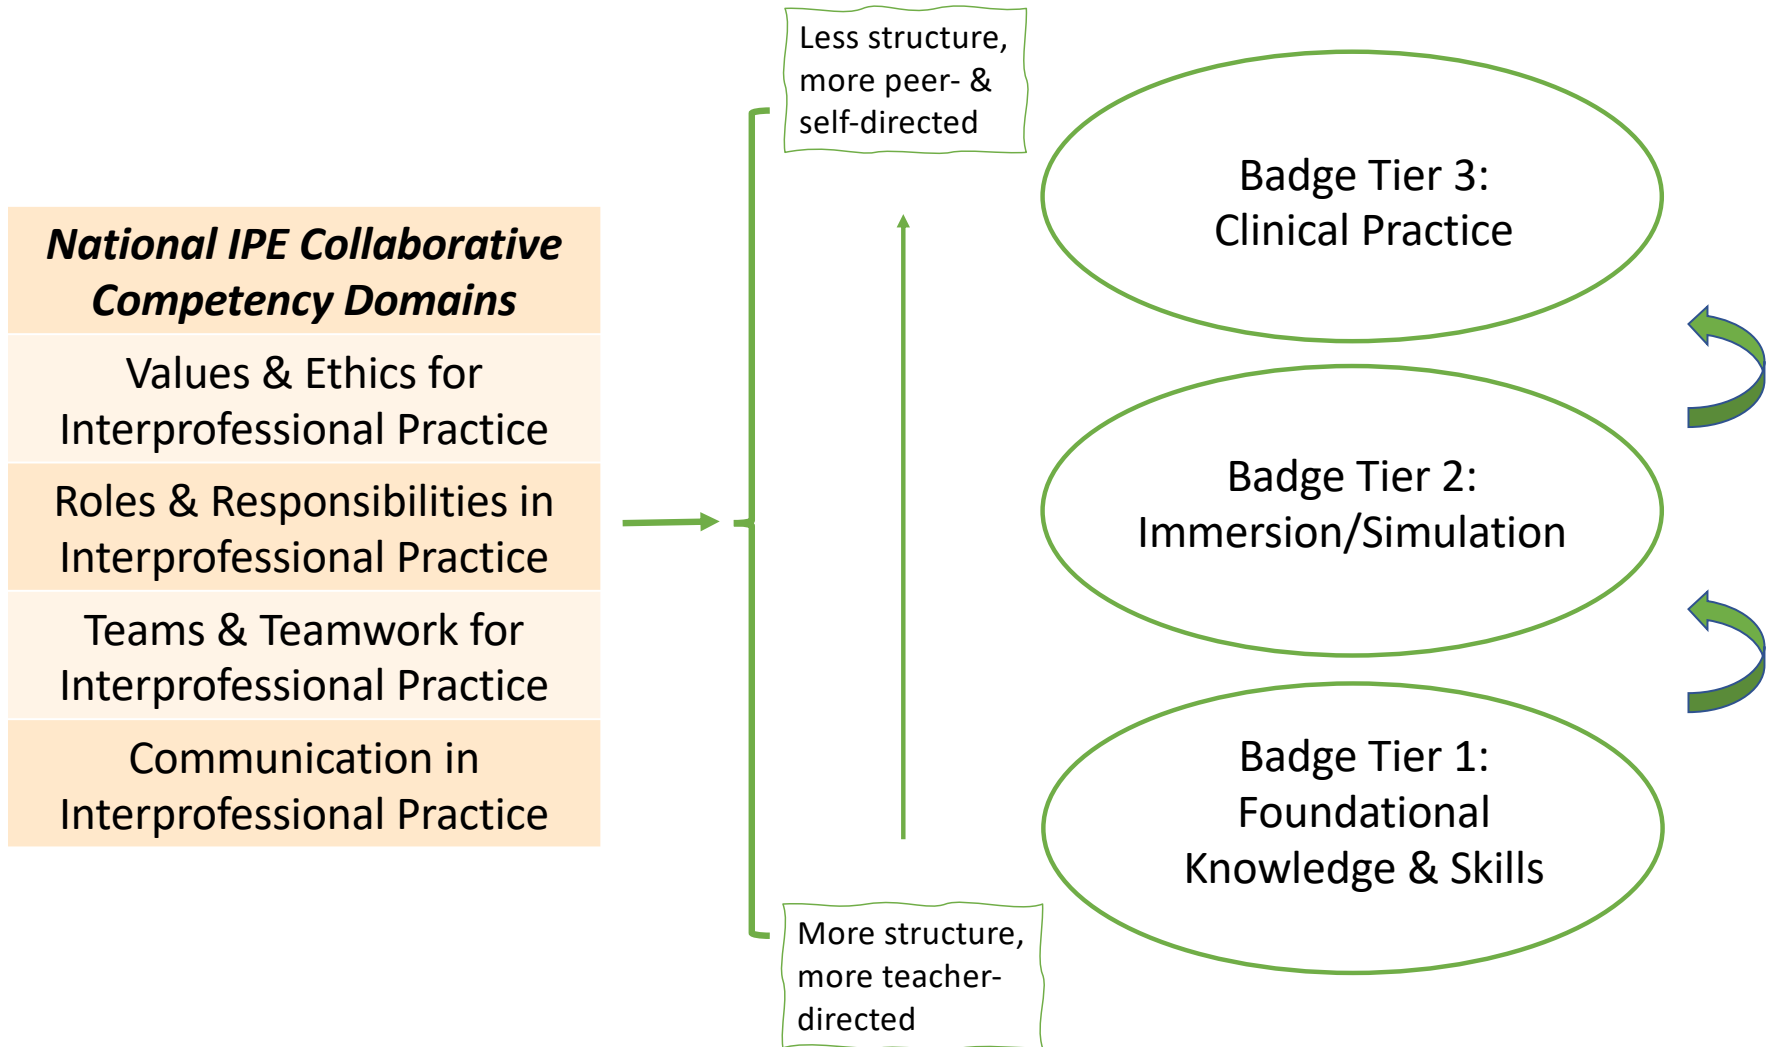 National IPE Collaborative
Competency Domains
Values & Ethics for
Interprofessional Practice
Roles & Responsibilities in
Interprofessional Practice
Teams & Teamwork for
Interprofessional Practice
Communication in
Interprofessional Practice
Less structure,
more peer- &
self-directed
More structure,
more teacher-
directed
Badge Tier 3:
Clinical Practice
Badge Tier 2:
Immersion/Simulation
Badge Tier 1:
Foundational
Knowledge & Skills